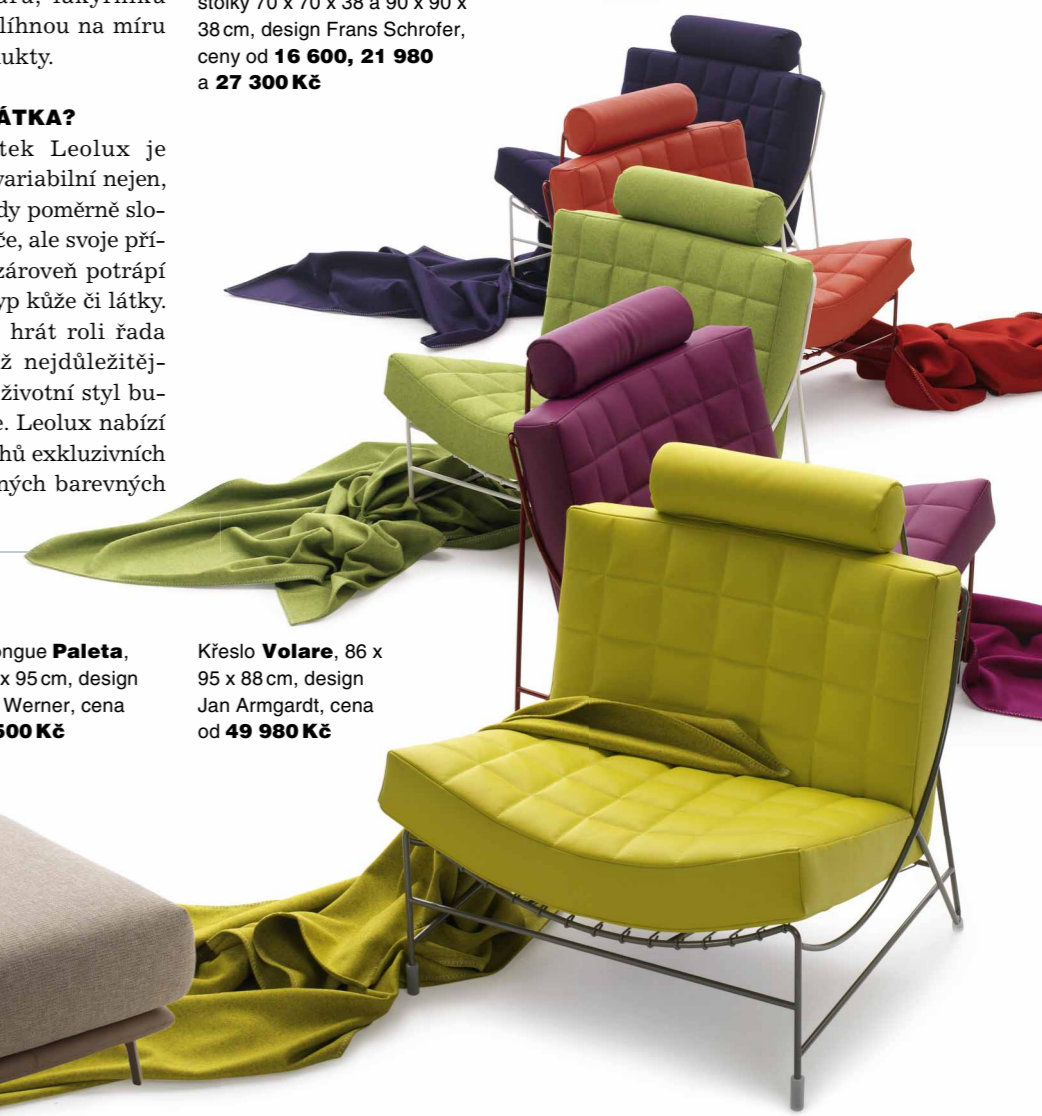 líhnou na míru
ukty.
ÁTKA?
tek Leolux je
variabilní nejen,
dy poměrně slo-
če, ale svoje pří-
zároveň potrápí
yp kůže či látky.
hrát roli řada
ž nejdůležitěj-
životní styl bu-
e. Leolux nabízí
hů exkluzivních
ných barevných
stolky 70 x 70 x 38 a 90 x 90 x
38 cm, design Frans Schrofer,
ceny od 16 600, 21 980
a 27 300 Kč
ongue Paleta,
x 95 cm, design
Werner, cena
500 Kč
Křeslo Volare, 86 x
95 x 88 cm, design
Jan Armgardt, cena
od 49 980 Kč